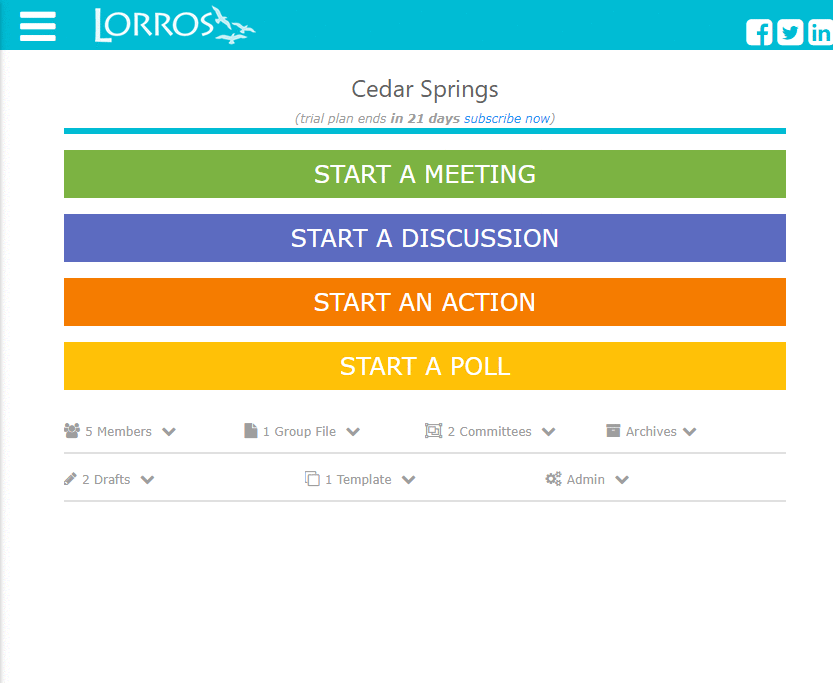 LORROS
Cedar Springs
(trial plan ends in 21 days subscribe now)
START A MEETING
START A DISCUSSION
START AN ACTION
START A POLL
5 Members 1 Group File 2 Committees Archives
2 Drafts 1 Template Admin